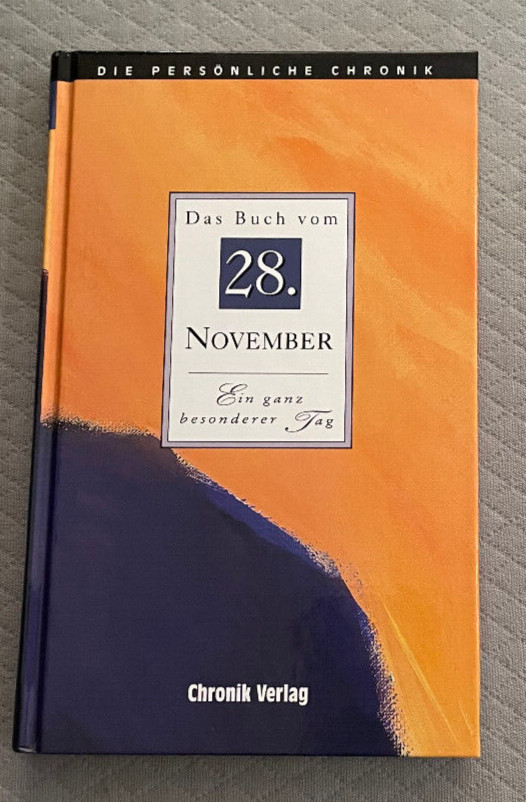 DIE PERSÖNLICHE CHRONIK
Das Buch vom
28.
NOVEMBER
Ein ganz
besonderer Tag
Chronik Verlag